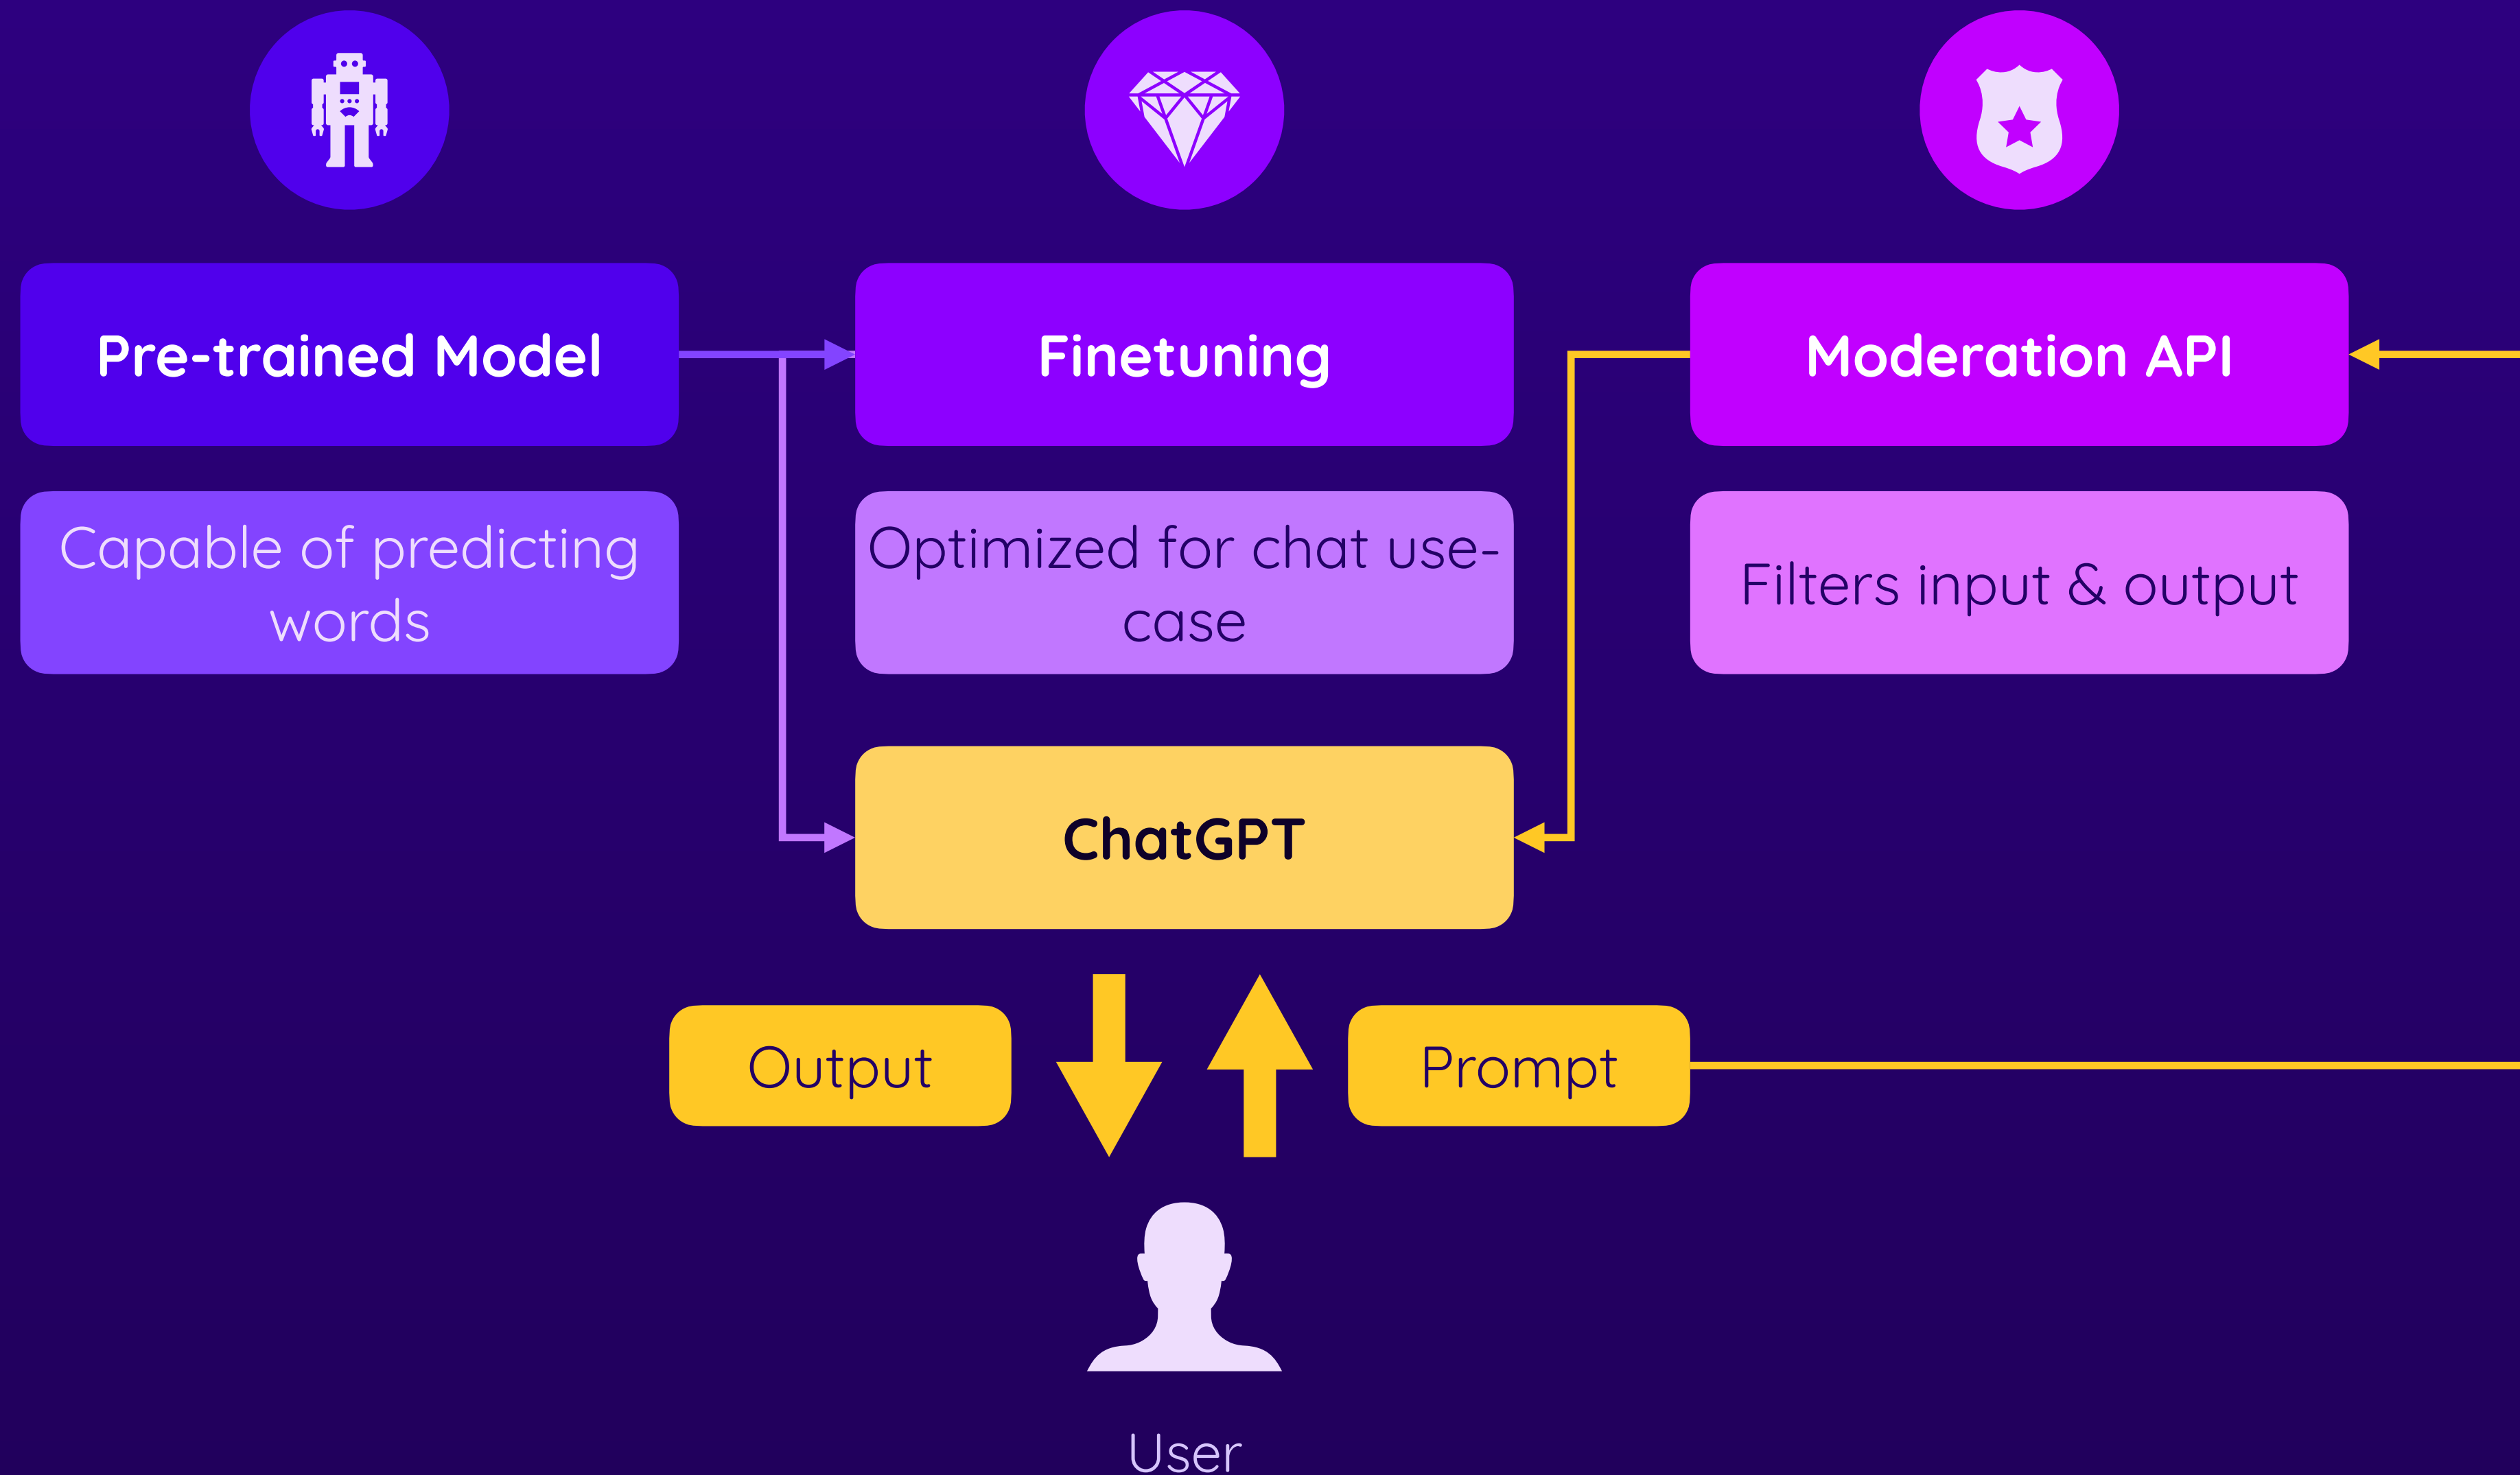 Pre-trained Model
Finetuning
Moderation API
Capable of predicting
words
Optimized for chat use-
case
Filters input & output
ChatGPT
Output
Prompt
User